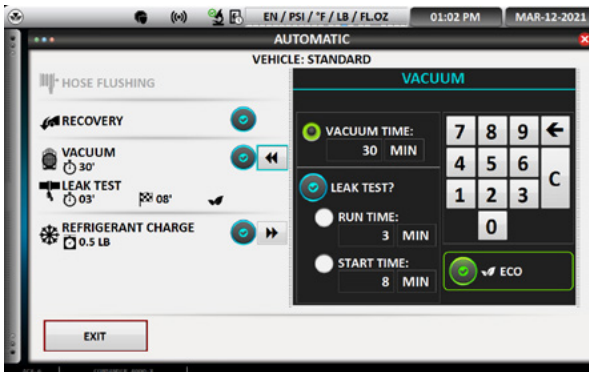 EN / PSI / °F / LB / FL.OZ 01:02 PM MAR-12-2021
AUTOMATIC
VEHICLE: STANDARD
HOSE FLUSHING
RECOVERY
VACUUM
30'
LEAK TEST
03' 08'
REFRIGERANT CHARGE
0.5 LB
EXIT
VACUUM
VACUUM TIME:
30 MIN
LEAK TEST?
RUN TIME:
3 MIN
START TIME:
8 MIN
7 8 9 ←
4 5 6 C
1 2 3
0
ECO